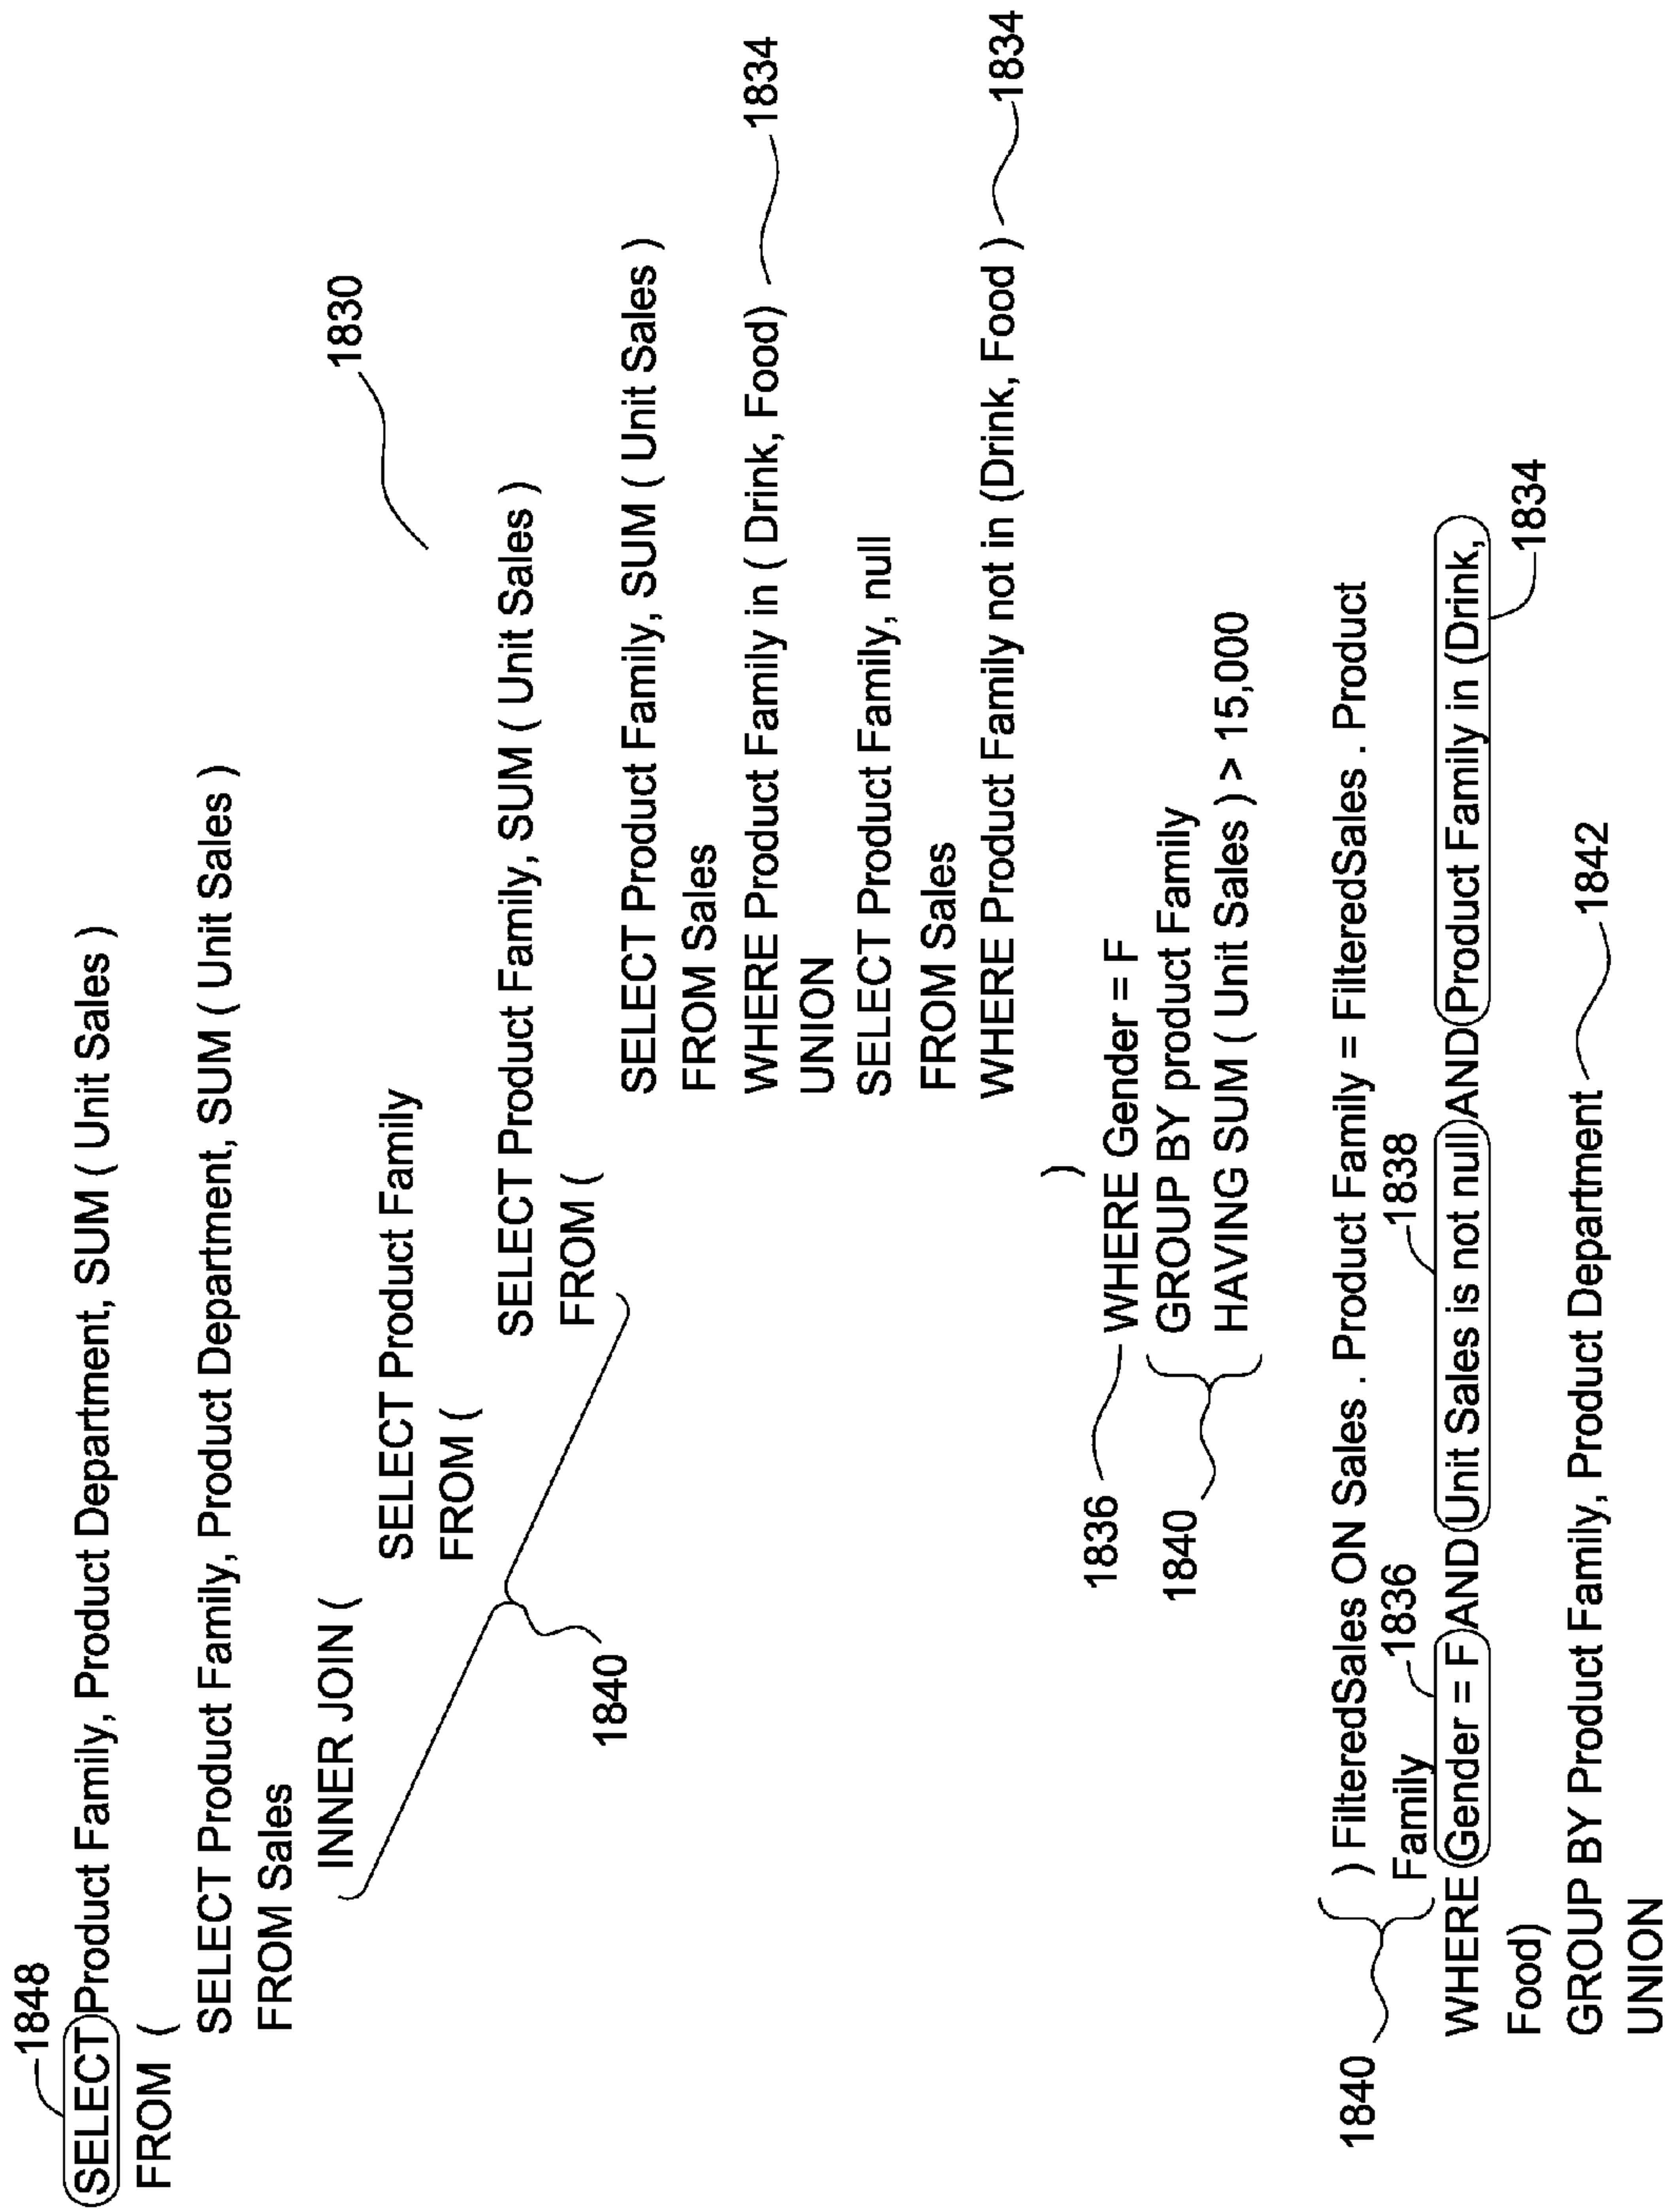 1848
SELECT Product Family, Product Department, SUM ( Unit Sales )
FROM (
SELECT Product Family, Product Department, SUM ( Unit Sales )
FROM Sales
1830
INNER JOIN (
SELECT Product Family
FROM (
SELECT Product Family, SUM ( Unit Sales )
FROM (
1840
SELECT Product Family, SUM ( Unit Sales )
FROM Sales
WHERE Product Family in ( Drink, Food) 1834
UNION
SELECT Product Family, null
FROM Sales
WHERE Product Family not in (Drink, Food ) 1834
)
1836 WHERE Gender = F
GROUP BY product Family
1840
HAVING SUM ( Unit Sales ) > 15,000
1840
) FilteredSales ON Sales . Product Family = FilteredSales . Product
Family 1836 1838
WHERE Gender = F AND Unit Sales is not null AND Product Family in (Drink,
Food) 1834
GROUP BY Product Family, Product Department 1842
UNION